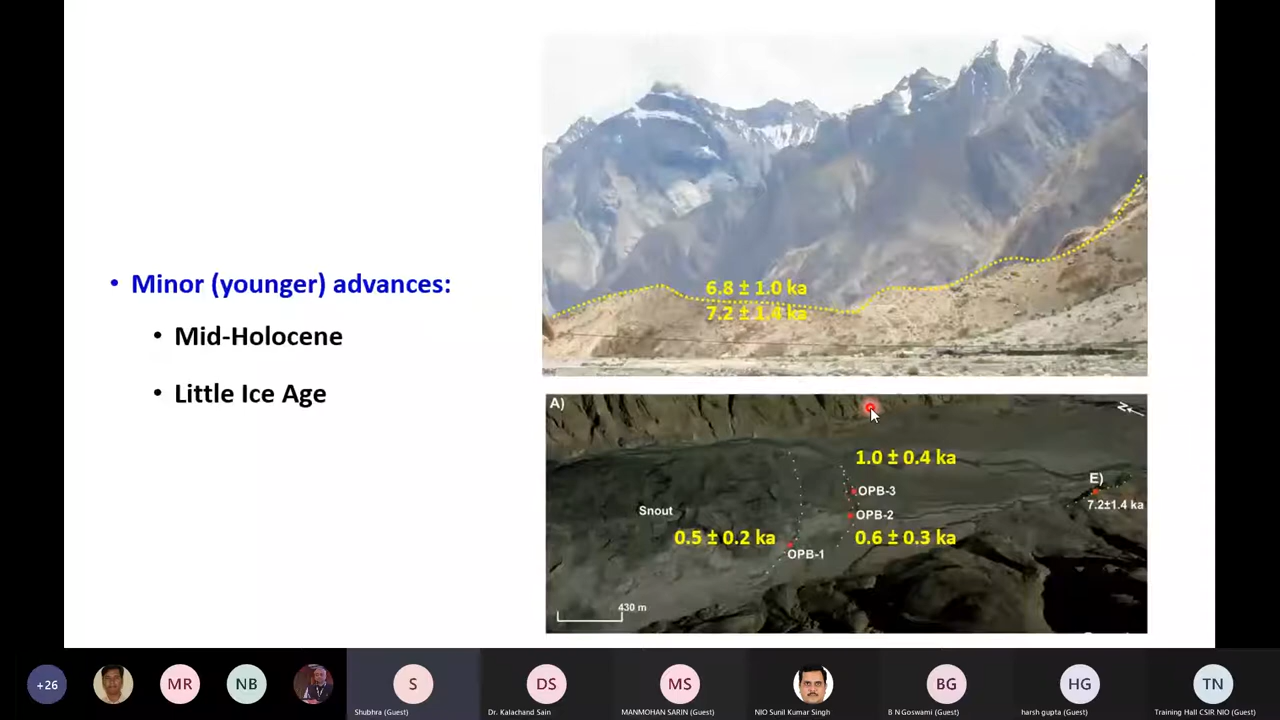 • Minor (younger) advances:
• Mid-Holocene
• Little Ice Age
6.8 ± 1.0 ka
7.2 ± 1.4 ka
A)
N
1.0 ± 0.4 ka
E)
OPB-3
7.2±1.4 ka
Snout
OPB-2
0.5 ± 0.2 ka
0.6 ± 0.3 ka
OPB-1
430 m
+26
MR
NB
S
DS
MS
BG
HG
TN
Shubhra (Guest)
Dr. Kalachand Sain
MANMOHAN SARIN (Guest)
NIO Sunil Kumar Singh
B N Goswami (Guest)
harsh gupta (Guest)
Training Hall CSIR NIO (Guest)